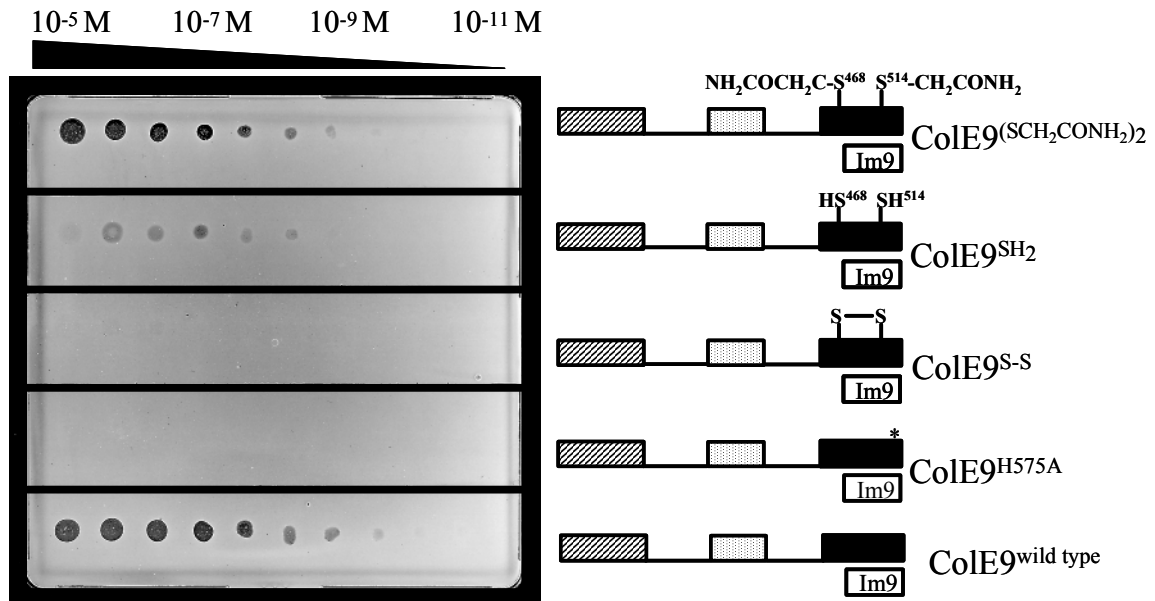 10⁻⁵ M 10⁻⁷ M 10⁻⁹ M 10⁻¹¹ M
NH₂COCH₂C-S⁴⁶⁸ S⁵¹⁴-CH₂CONH₂
ColE9(SCH₂CONH₂)₂
Im9
HS⁴⁶⁸ SH⁵¹⁴
ColE9SH₂
Im9
S S
ColE9S-S
Im9
*
ColE9H575A
Im9
ColE9wild type
Im9